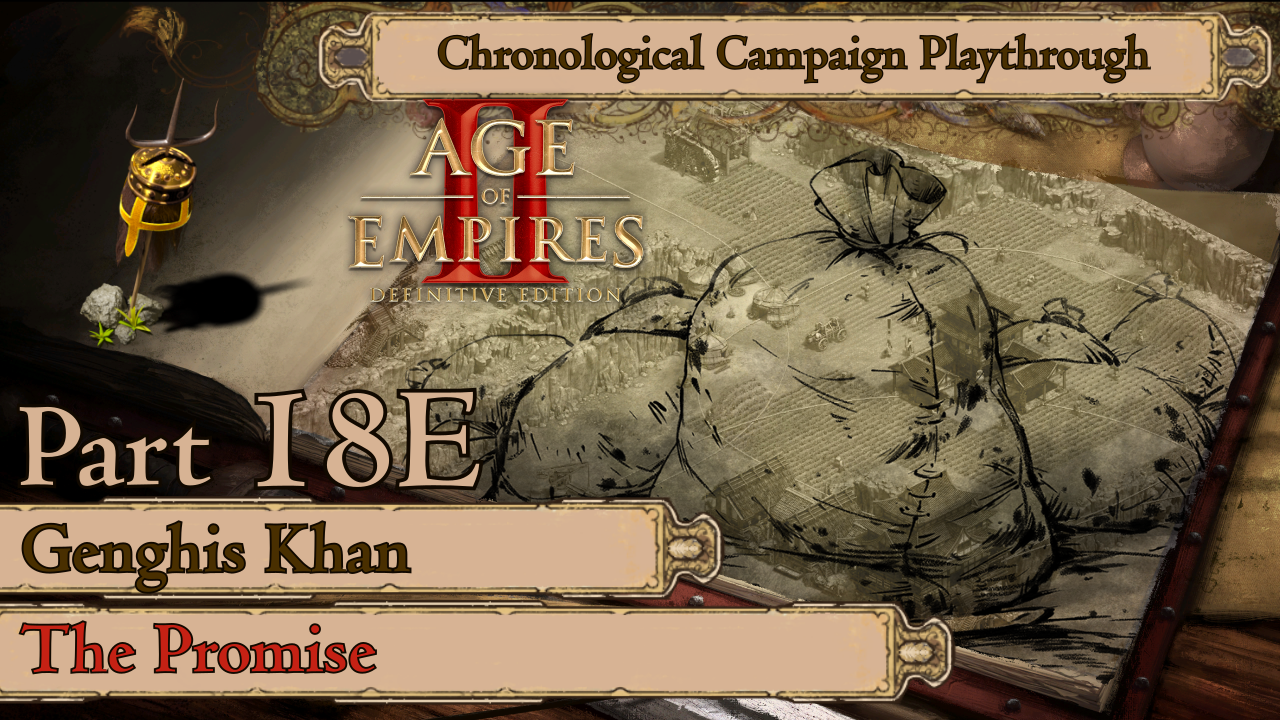 Chronological Campaign Playthrough
II
AGE
OF
EMPIRES
DEFINITIVE EDITION
Part 18E
Genghis Khan
The Promise